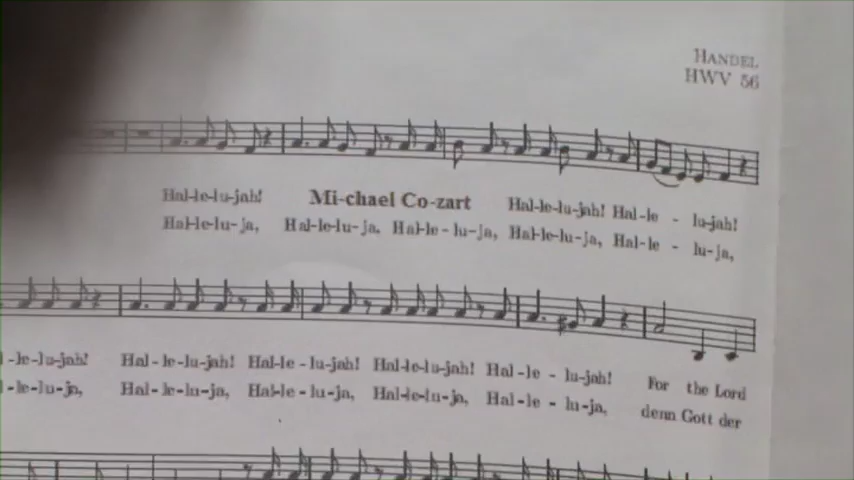 HANDEL
HWV 56
Hal-le-lu-jah! Mi-chael Co-zart Hal-le-lu-jah! Hal-le - lu-jah!
Hal-le-lu-ja, Hal-le-lu-ja, Hal-le-lu-ja, Hal-le-lu-ja, Hal-le - lu-ja,
-le-lu-jah! Hal-le-lu-jah! Hal-le-lu-jah! Hal-le-lu-jah! Hal-le - lu-jah! For the Lord
-le-lu-ja, Hal-le-lu-ja, Hal-le-lu-ja, Hal-le-lu-ja, Hal-le - lu-ja, denn Gott der